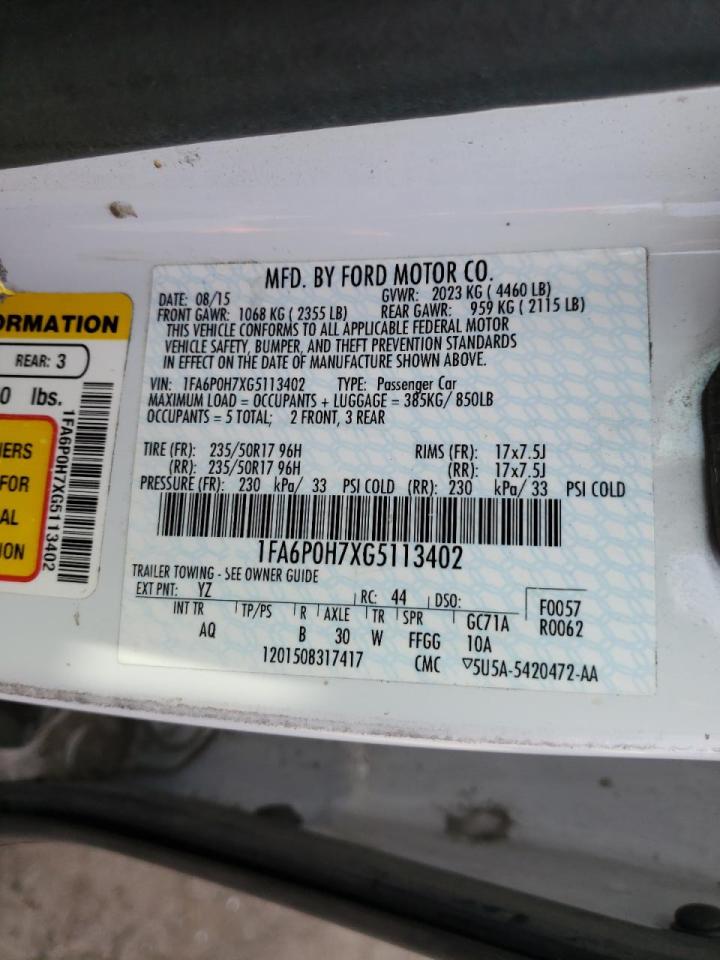 MFD. BY FORD MOTOR CO.
DATE: 08/15 GVWR: 2023 KG ( 4460 LB)
FRONT GAWR: 1068 KG ( 2355 LB) REAR GAWR: 959 KG ( 2115 LB)
THIS VEHICLE CONFORMS TO ALL APPLICABLE FEDERAL MOTOR
VEHICLE SAFETY, BUMPER, AND THEFT PREVENTION STANDARDS
IN EFFECT ON THE DATE OF MANUFACTURE SHOWN ABOVE.
VIN: 1FA6P0H7XG5113402 TYPE: Passenger Car
MAXIMUM LOAD = OCCUPANTS + LUGGAGE = 385KG/ 850LB
OCCUPANTS = 5 TOTAL; 2 FRONT, 3 REAR
TIRE (FR): 235/50R17 96H RIMS (FR): 17x7.5J
(RR): 235/50R17 96H (RR): 17x7.5J
PRESSURE (FR): 230 kPa/ 33 PSI COLD (RR): 230 kPa/ 33 PSI COLD
1FA6P0H7XG5113402
TRAILER TOWING - SEE OWNER GUIDE
EXT PNT: YZ RC: 44 DSO: F0057
INT TR TP/PS R AXLE TR SPR GC71A R0062
AQ B 30 W FFGG 10A
1201508317417 CMC ▽5U5A-5420472-AA
ORMATION
REAR: 3
0 lbs.
IERS
FOR
AL
ION
1FA6P0H7XG5113402